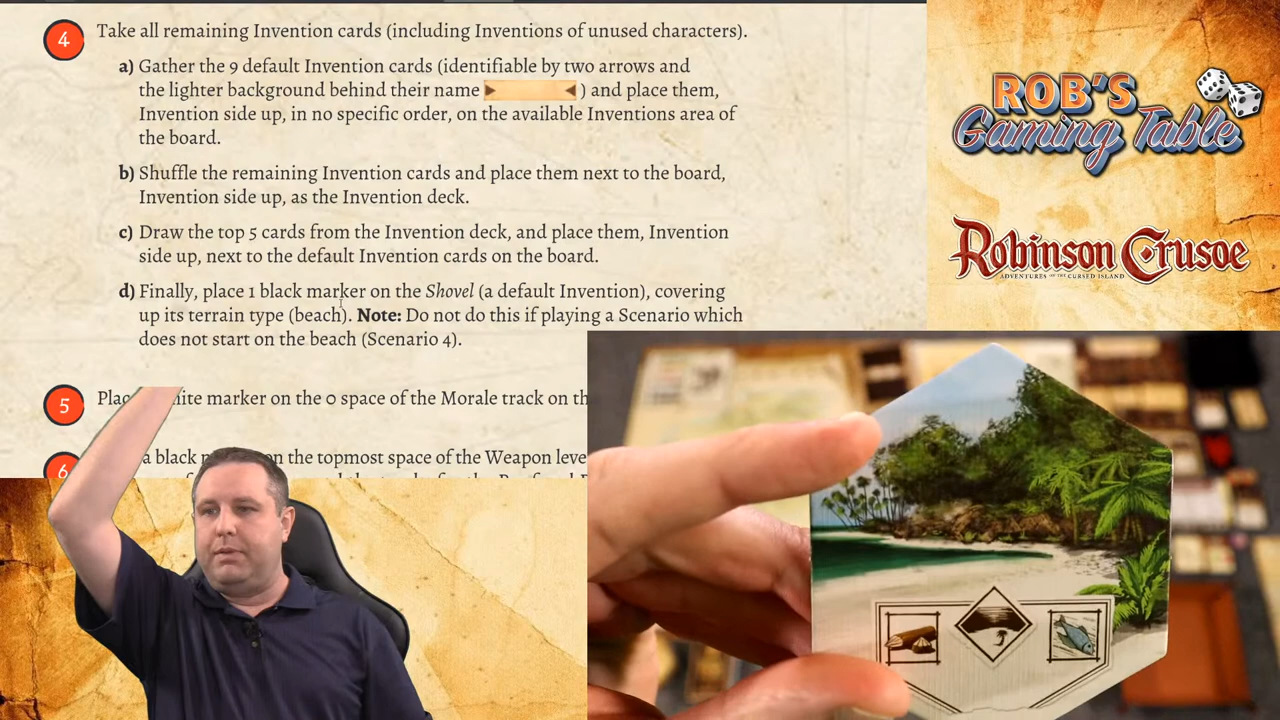 4
Take all remaining Invention cards (including Inventions of unused characters).
a) Gather the 9 default Invention cards (identifiable by two arrows and
the lighter background behind their name ) and place them,
Invention side up, in no specific order, on the available Inventions area of
the board.
b) Shuffle the remaining Invention cards and place them next to the board,
Invention side up, as the Invention deck.
c) Draw the top 5 cards from the Invention deck, and place them, Invention
side up, next to the default Invention cards on the board.
d) Finally, place 1 black marker on the Shovel (a default Invention), covering
up its terrain type (beach). Note: Do not do this if playing a Scenario which
does not start on the beach (Scenario 4).
5
marker on the 0 space of the Morale track on
6
a black on the topmost space of the Weapon
ROB'S
Gaming Table
Robinson Crusoe
ADVENTURES ON THE CURSED ISLAND